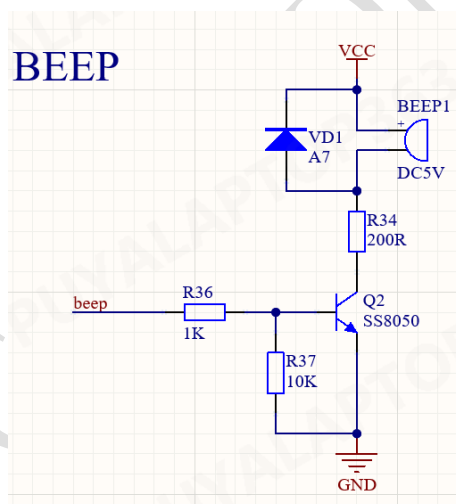 BEEP
VCC
BEEP1
+
VD1
A7
DC5V
R34
200R
beep
R36
1K
Q2
SS8050
R37
10K
GND